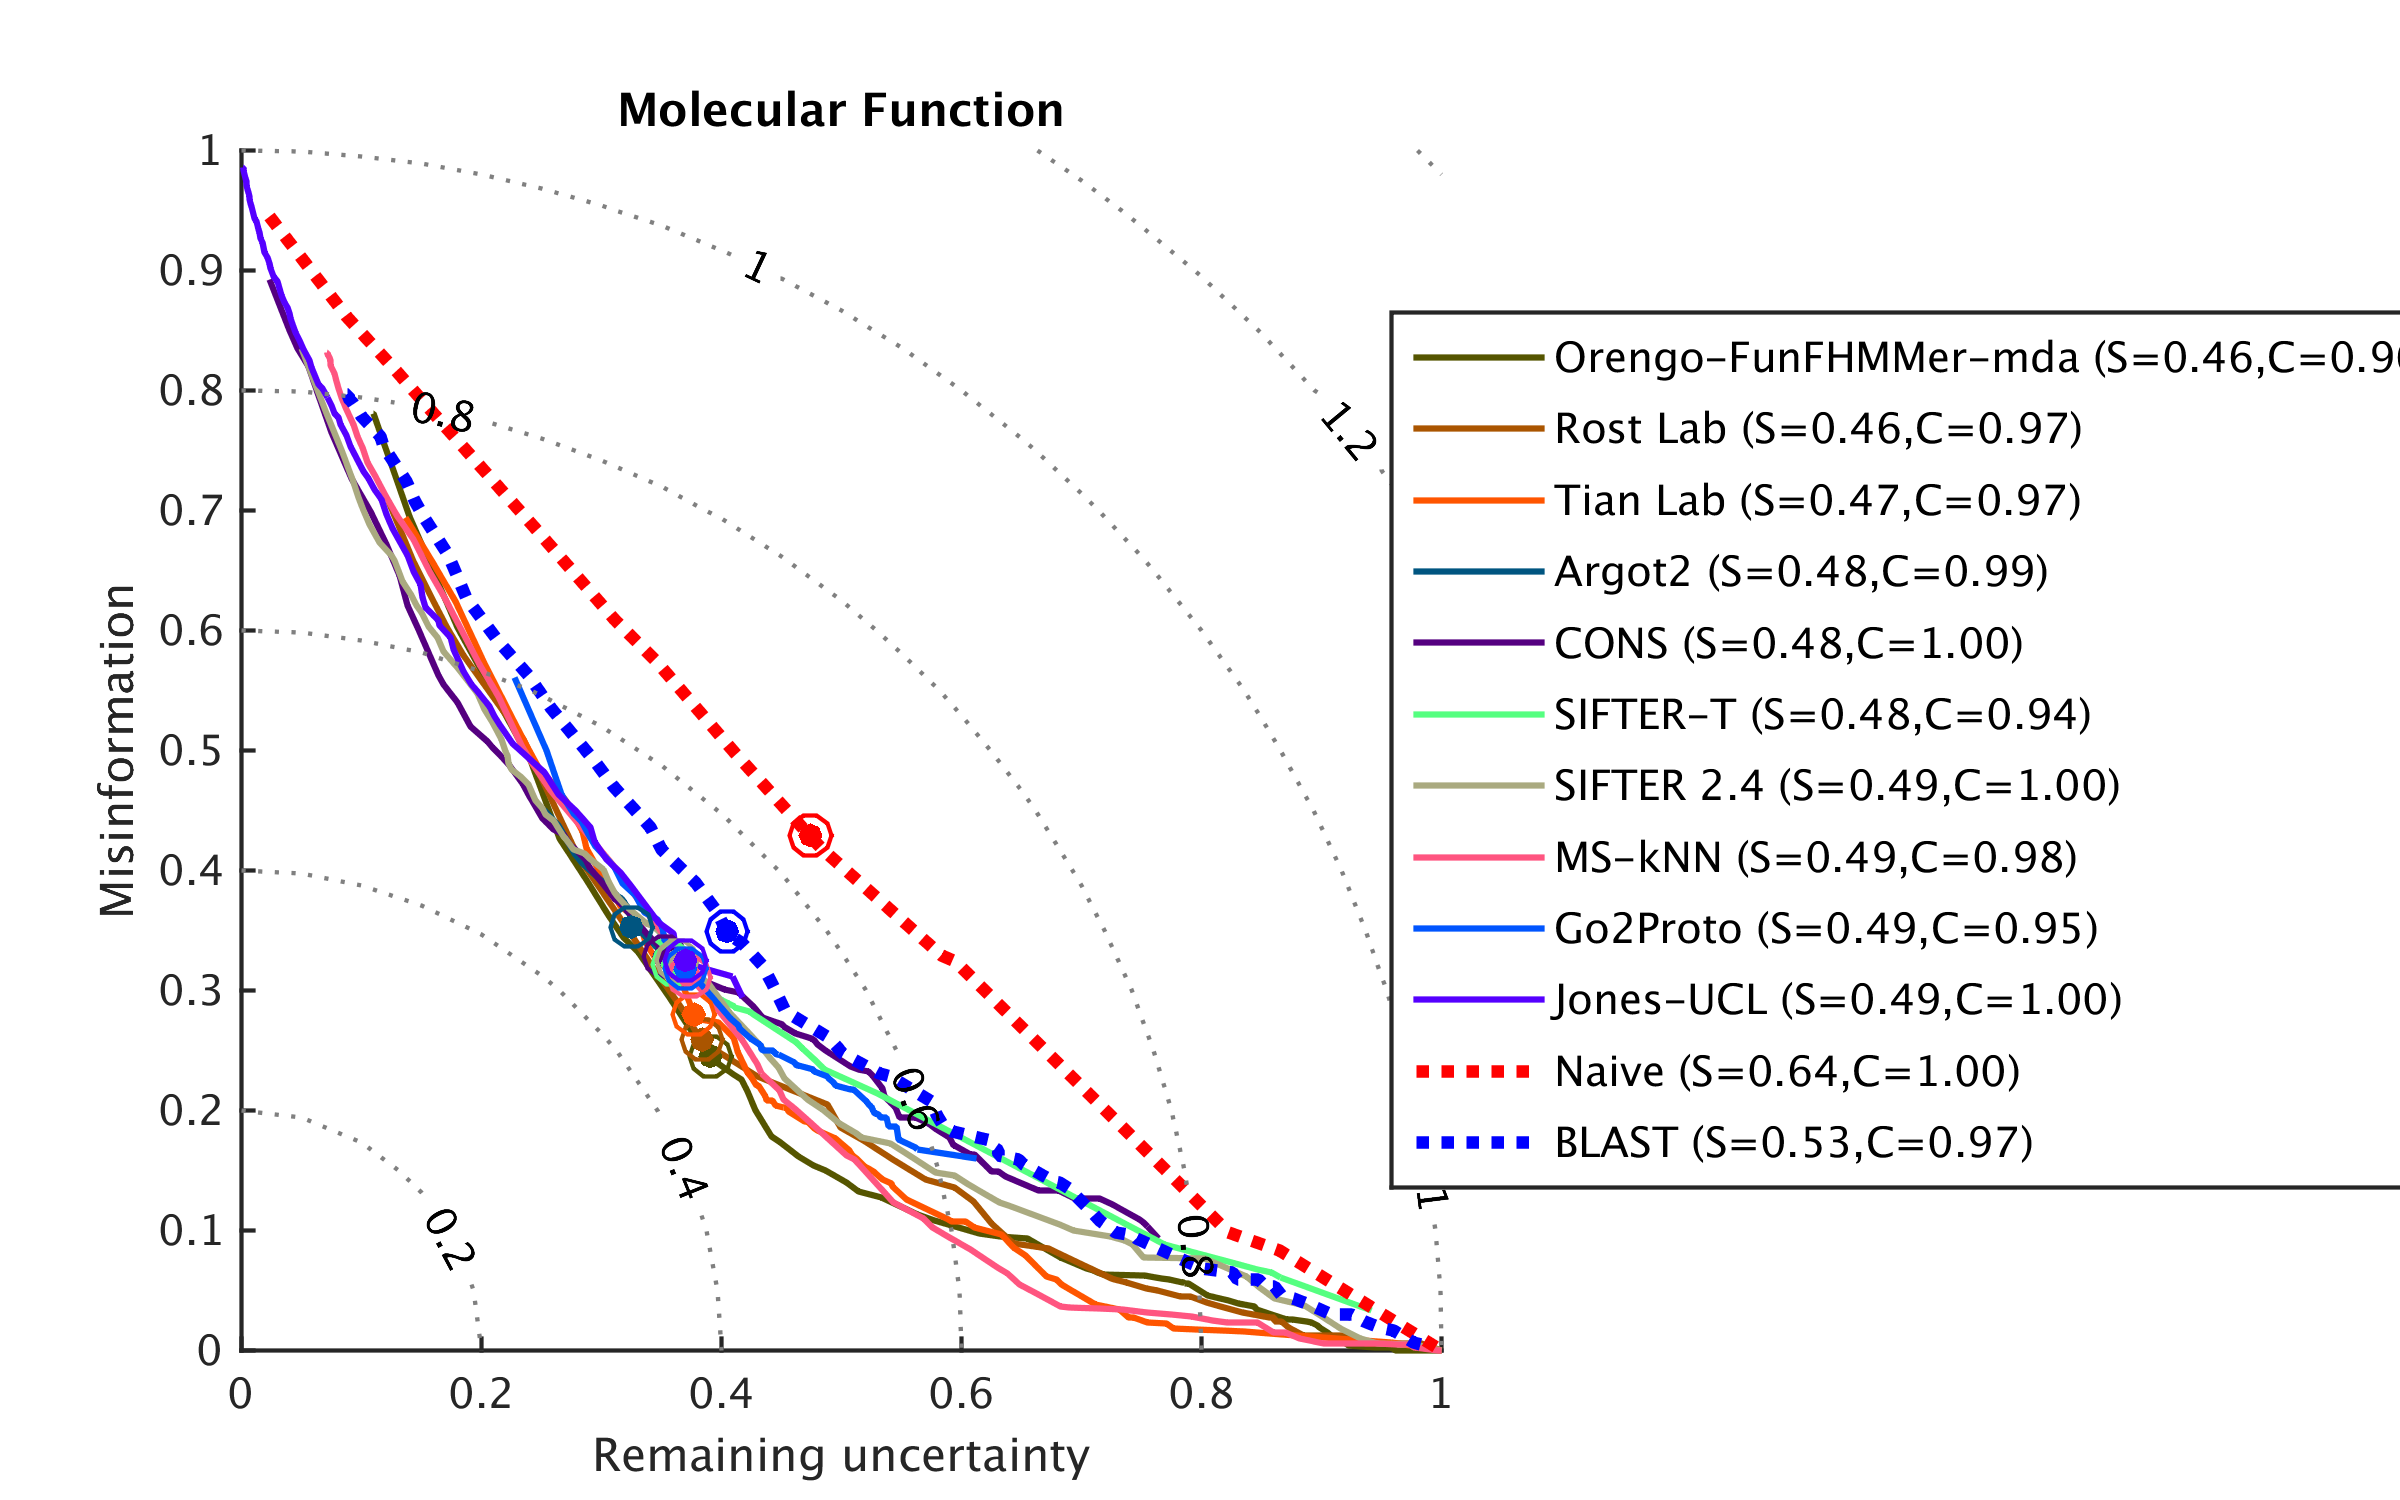 Molecular Function
1
0.9
0.8
0.7
0.6
0.5
0.4
0.3
0.2
0.1
0
Misinformation
0 0.2 0.4 0.6 0.8 1
Remaining uncertainty
1
1.2
0.8
0.6
0.4
0.2
0.8
1
Orengo-FunFHMMer-mda (S=0.46,C=0.9
Rost Lab (S=0.46,C=0.97)
Tian Lab (S=0.47,C=0.97)
Argot2 (S=0.48,C=0.99)
CONS (S=0.48,C=1.00)
SIFTER-T (S=0.48,C=0.94)
SIFTER 2.4 (S=0.49,C=1.00)
MS-kNN (S=0.49,C=0.98)
Go2Proto (S=0.49,C=0.95)
Jones-UCL (S=0.49,C=1.00)
Naive (S=0.64,C=1.00)
BLAST (S=0.53,C=0.97)